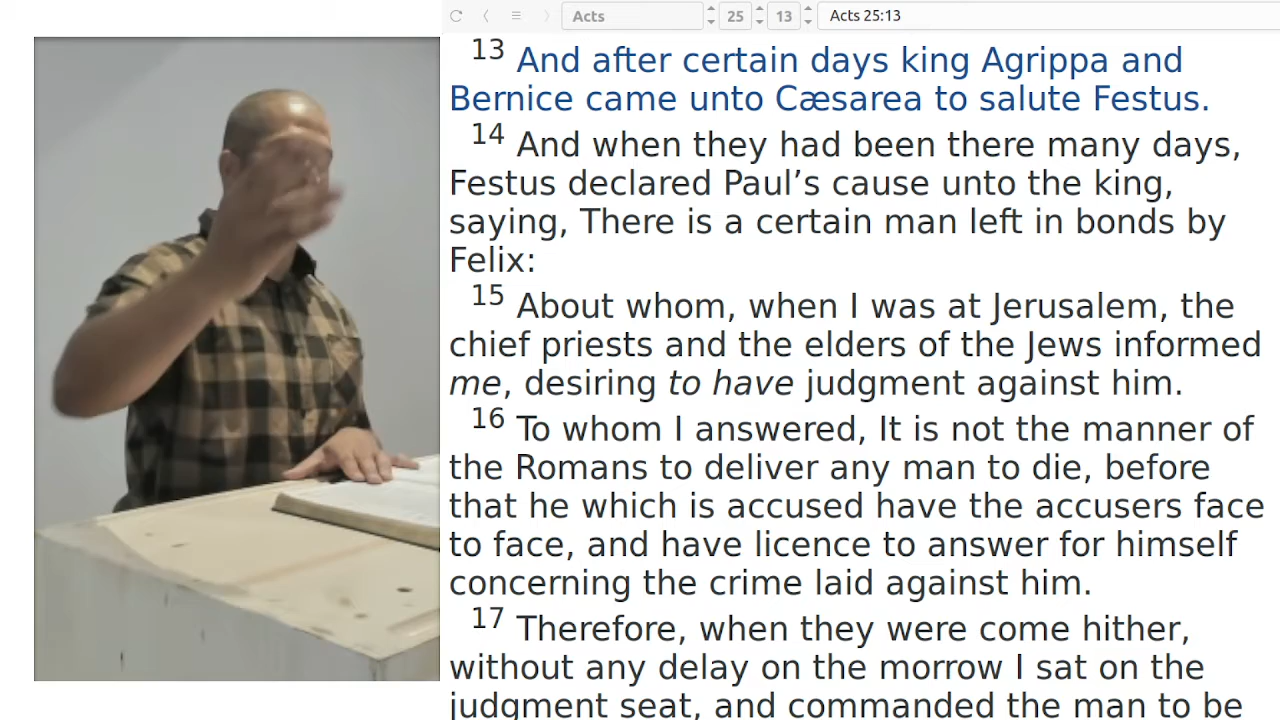 Acts 25 13 Acts 25:13
13 And after certain days king Agrippa and
Bernice came unto Cæsarea to salute Festus.
14 And when they had been there many days,
Festus declared Paul’s cause unto the king,
saying, There is a certain man left in bonds by
Felix:
15 About whom, when I was at Jerusalem, the
chief priests and the elders of the Jews informed
me, desiring to have judgment against him.
16 To whom I answered, It is not the manner of
the Romans to deliver any man to die, before
that he which is accused have the accusers face
to face, and have licence to answer for himself
concerning the crime laid against him.
17 Therefore, when they were come hither,
without any delay on the morrow I sat on the
judgment seat, and commanded the man to be